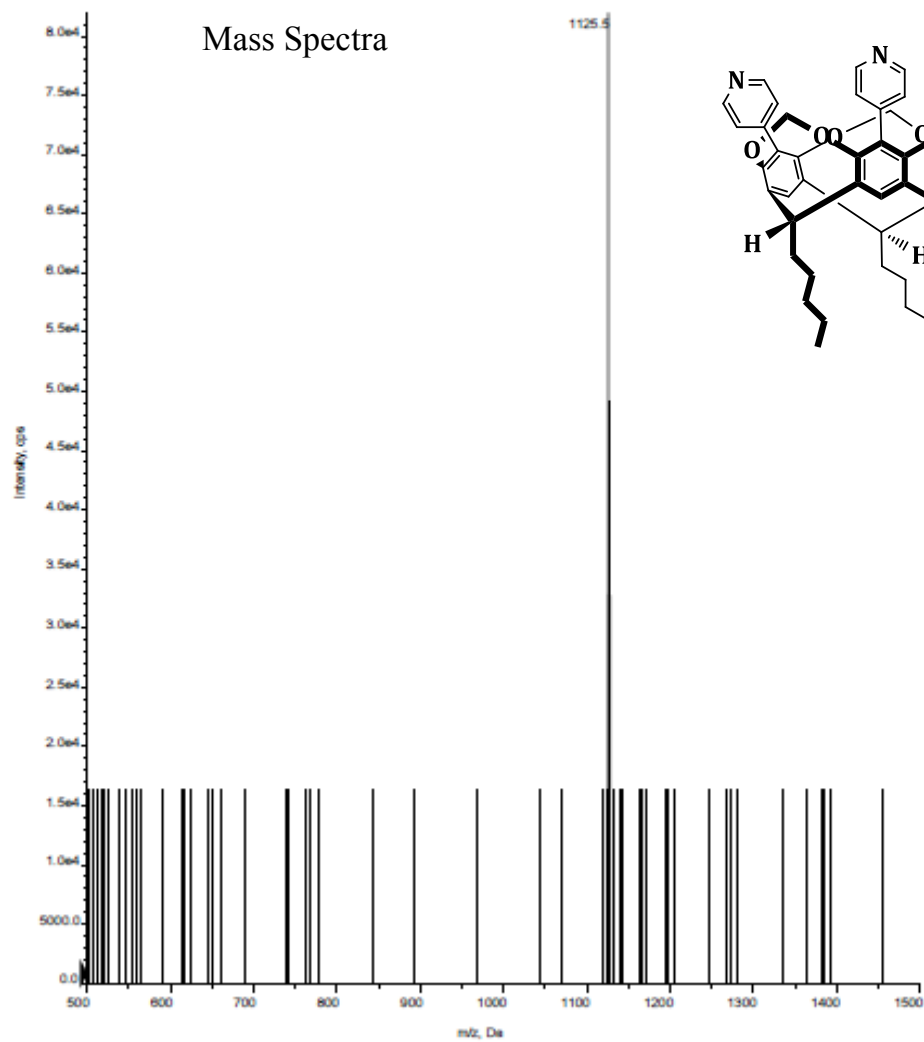 Mass Spectra
1125.5
8.0e4
7.5e4
7.0e4
6.5e4
6.0e4
5.5e4
5.0e4
4.5e4
4.0e4
3.5e4
3.0e4
2.5e4
2.0e4
1.5e4
1.0e4
5000.0
0.0
Intensity, cps
500 600 700 800 900 1000 1100 1200 1300 1400 1500
m/z, Da
N N
O O O O
H H